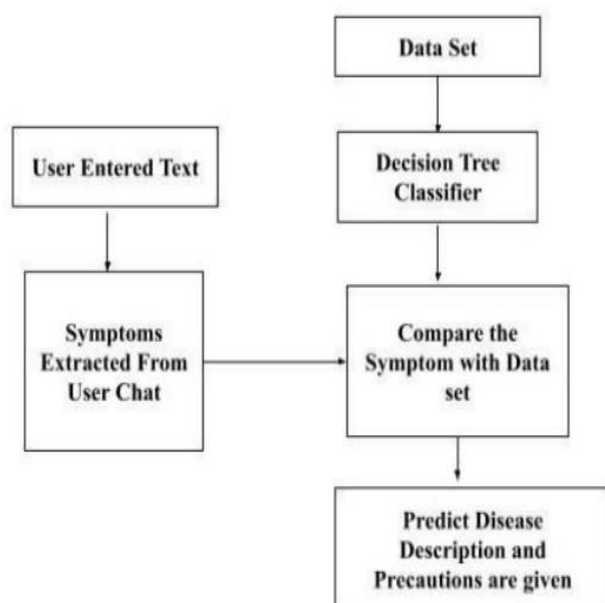 Data Set
User Entered Text
Decision Tree
Classifier
Symptoms
Extracted From
User Chat
Compare the
Symptom with Data
set
Predict Disease
Description and
Precautions are given